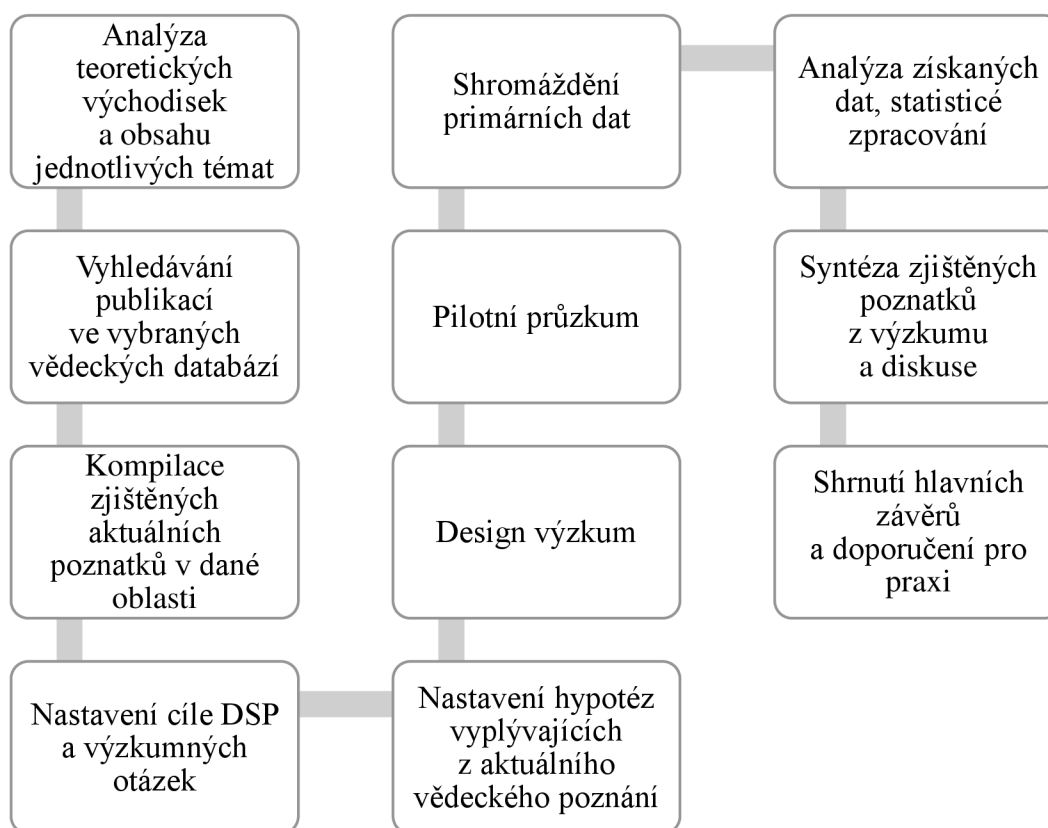 Analýza
teoretických
východisek
a obsahu
jednotlivých témat
Vyhledávání
publikací
ve vybraných
vědeckých databází
Kompilace
zjištěných
aktuálních
poznatků v dané
oblasti
Nastavení cíle DSP
a výzkumných
otázek
Nastavení hypotéz
vyplývajících
z aktuálního
vědeckého poznání
Design výzkum
Pilotní průzkum
Shromáždění
primárních dat
Analýza získaných
dat, statisticé
zpracování
Syntéza zjištěných
poznatků
z výzkumu
a diskuse
Shrnutí hlavních
závěrů
a doporučení pro
praxi